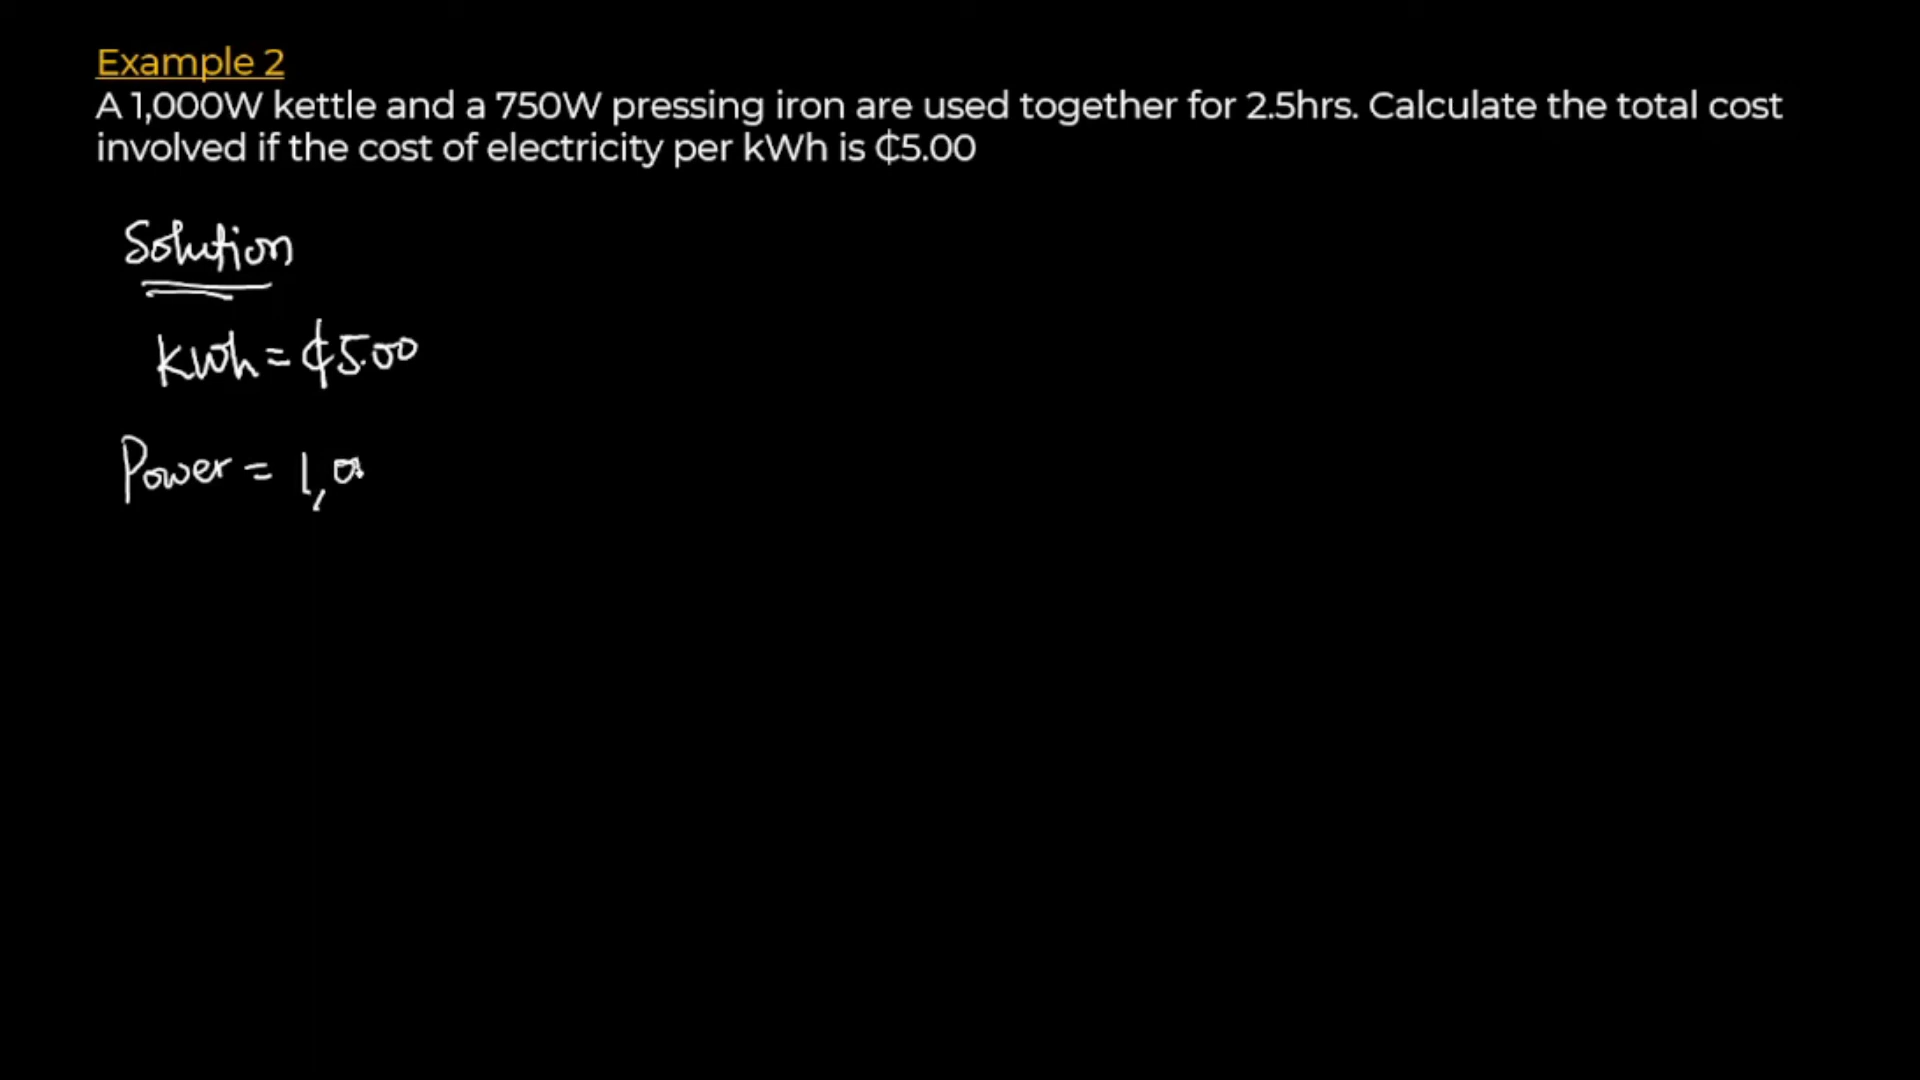 Example 2
A 1,000W kettle and a 750W pressing iron are used together for 2.5hrs. Calculate the total cost
involved if the cost of electricity per kWh is ₵5.00
Solution
kWh = ₵5.00
Power = 1,0